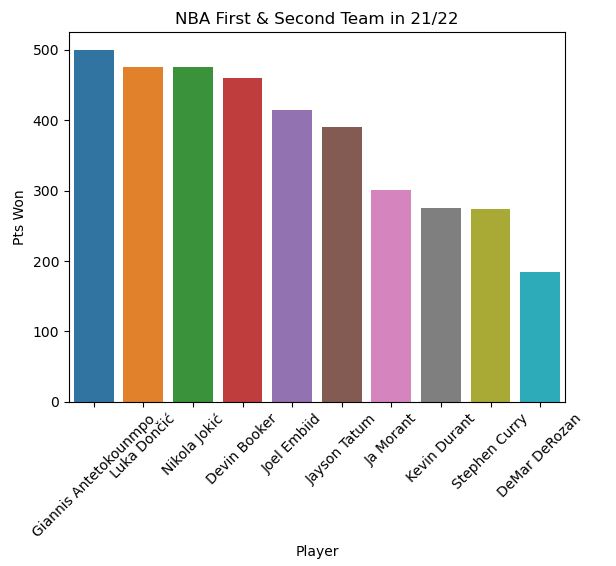 NBA First & Second Team in 21/22
Pts Won
500
400
300
200
100
0
Giannis Antetokounmpo
Luka Dončić
Nikola Jokić
Devin Booker
Joel Embiid
Jayson Tatum
Ja Morant
Kevin Durant
Stephen Curry
DeMar DeRozan
Player